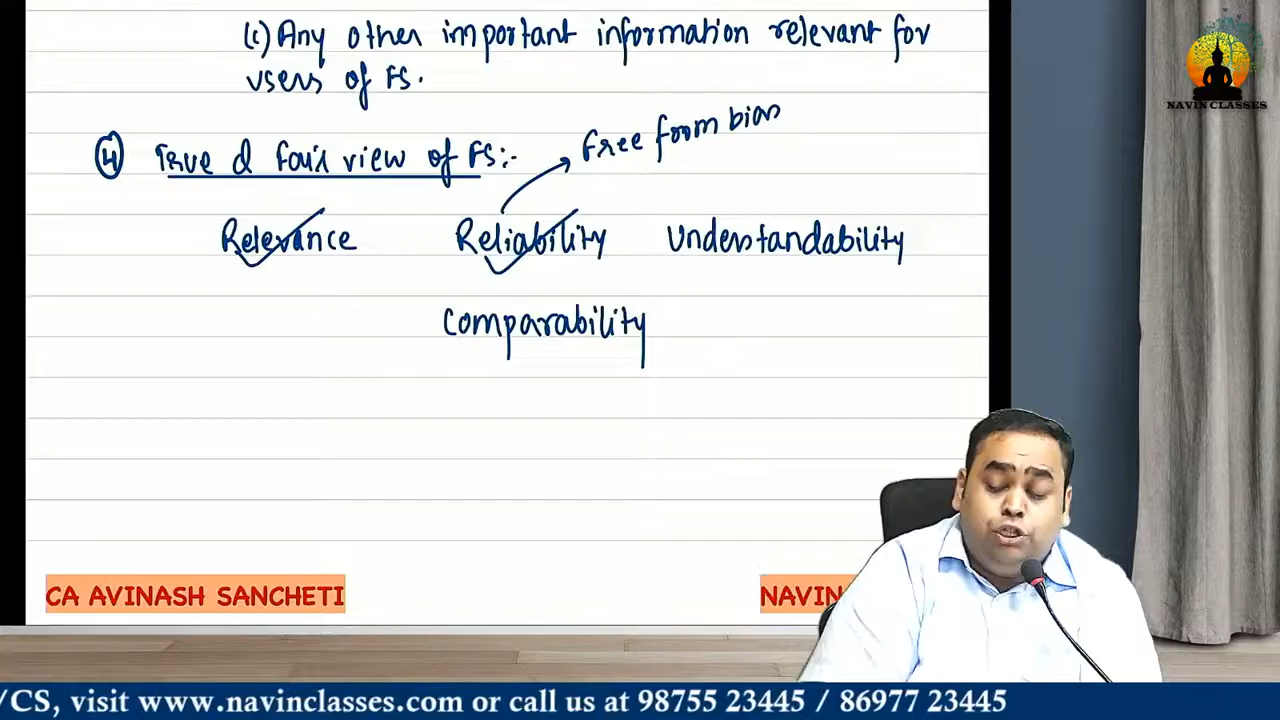 (c) Any other important information relevant for
users of FS.
NAVIN CLASSES
Free from bias
④ True & fair view of FS:-
Relevance Reliability Understandability
Comparability
CA AVINASH SANCHETI NAVIN
/CS, visit www.navinclasses.com or call us at 98755 23445 / 86977 23445